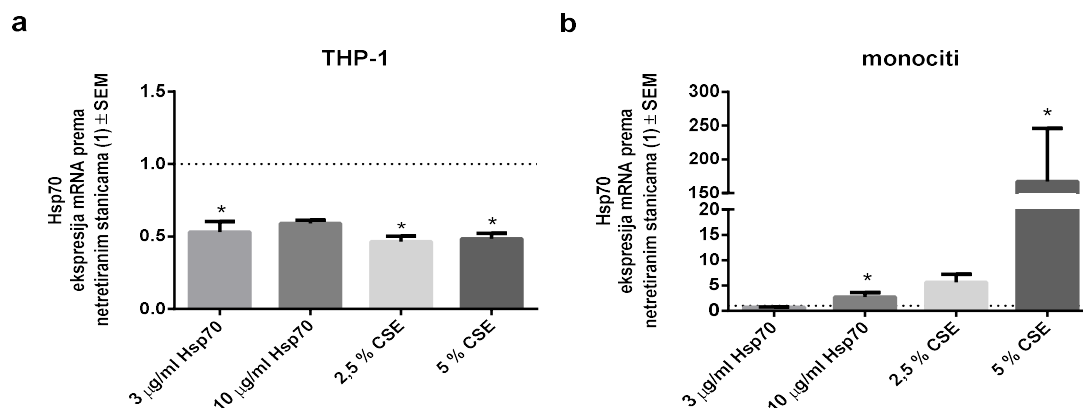 a
THP-1
Hsp70
ekspresija mRNA prema
netretiranim stanicama (1) ± SEM
1.5
1.0
0.5
0.0
*
*
*
3 μg/ml Hsp70
10 μg/ml Hsp70
2,5 % CSE
5 % CSE
b
monociti
Hsp70
ekspresija mRNA prema
netretiranim stanicama (1) ± SEM
300
250
200
150
20
15
10
5
0
*
*
3 μg/ml Hsp70
10 μg/ml Hsp70
2,5 % CSE
5 % CSE